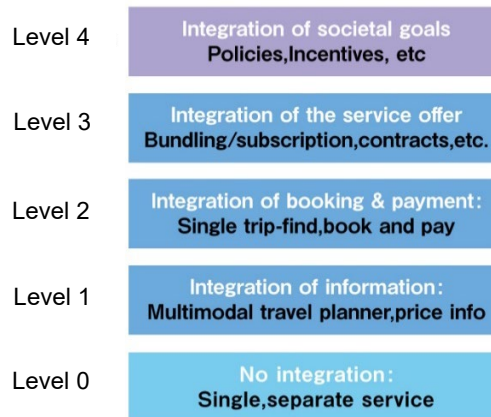 Level 4
Integration of societal goals
Policies,Incentives, etc
Level 3
Integration of the service offer
Bundling/subscription,contracts,etc.
Level 2
Integration of booking & payment:
Single trip-find,book and pay
Level 1
Integration of information:
Multimodal travel planner,price info
Level 0
No integration:
Single,separate service